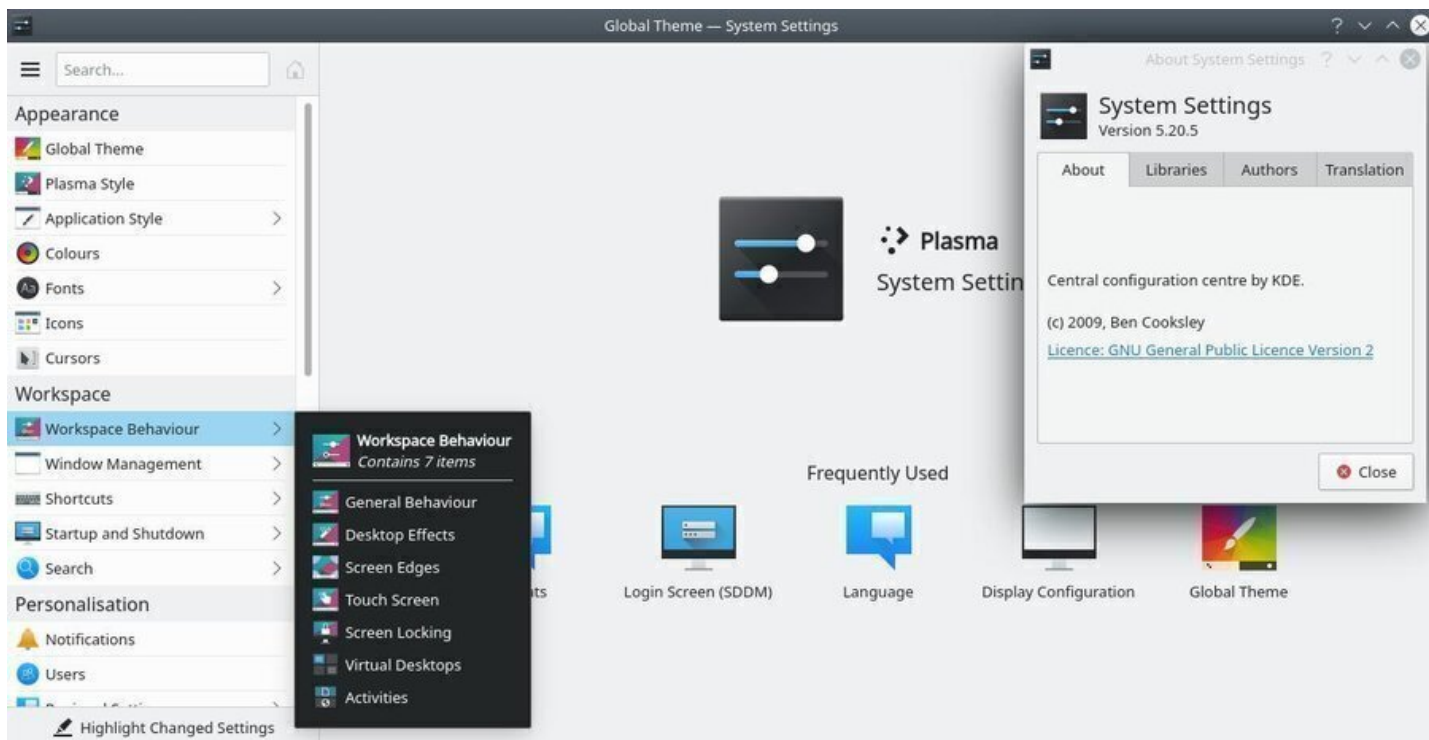 Global Theme — System Settings
Search...
Appearance
Global Theme
Plasma Style
Application Style
Colours
Fonts
Icons
Cursors
Workspace
Workspace Behaviour
Window Management
Shortcuts
Startup and Shutdown
Search
Personalisation
Notifications
Users
Highlight Changed Settings
Workspace Behaviour
Contains 7 items
General Behaviour
Desktop Effects
Screen Edges
Touch Screen
Screen Locking
Virtual Desktops
Activities
Plasma
System Settin
Frequently Used
Login Screen (SDDM)
Language
Display Configuration
Global Theme
About System Settings
System Settings
Version 5.20.5
About Libraries Authors Translation
Central configuration centre by KDE.
(c) 2009, Ben Cooksley
Licence: GNU General Public Licence Version 2
Close